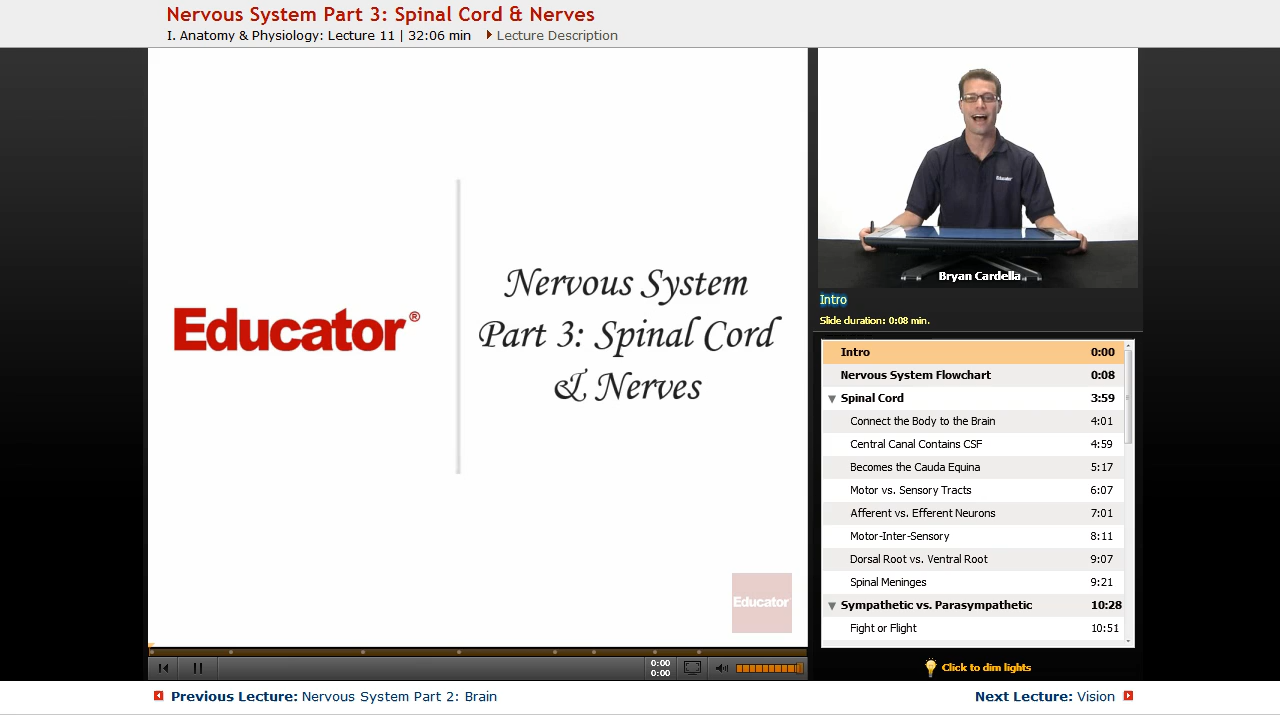 Nervous System Part 3: Spinal Cord & Nerves
I. Anatomy & Physiology: Lecture 11 | 32:06 min Lecture Description
Educator®
Nervous System
Part 3: Spinal Cord
& Nerves
Educator
Educator
Bryan Cardella
Intro
Slide duration: 0:08 min.
Intro 0:00
Nervous System Flowchart 0:08
Spinal Cord 3:59
Connect the Body to the Brain 4:01
Central Canal Contains CSF 4:59
Becomes the Cauda Equina 5:17
Motor vs. Sensory Tracts 6:07
Afferent vs. Efferent Neurons 7:01
Motor-Inter-Sensory 8:11
Dorsal Root vs. Ventral Root 9:07
Spinal Meninges 9:21
Sympathetic vs. Parasympathetic 10:28
Fight or Flight 10:51
0:00
0:00
Click to dim lights
Previous Lecture: Nervous System Part 2: Brain
Next Lecture: Vision